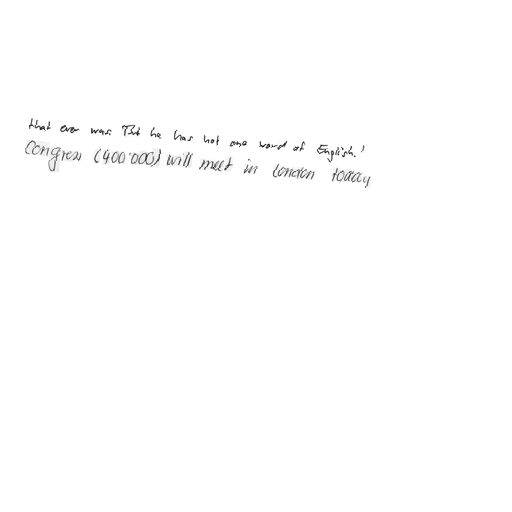 that ever was. But he has not one word of English.'
Congress (400'000) will meet in London today